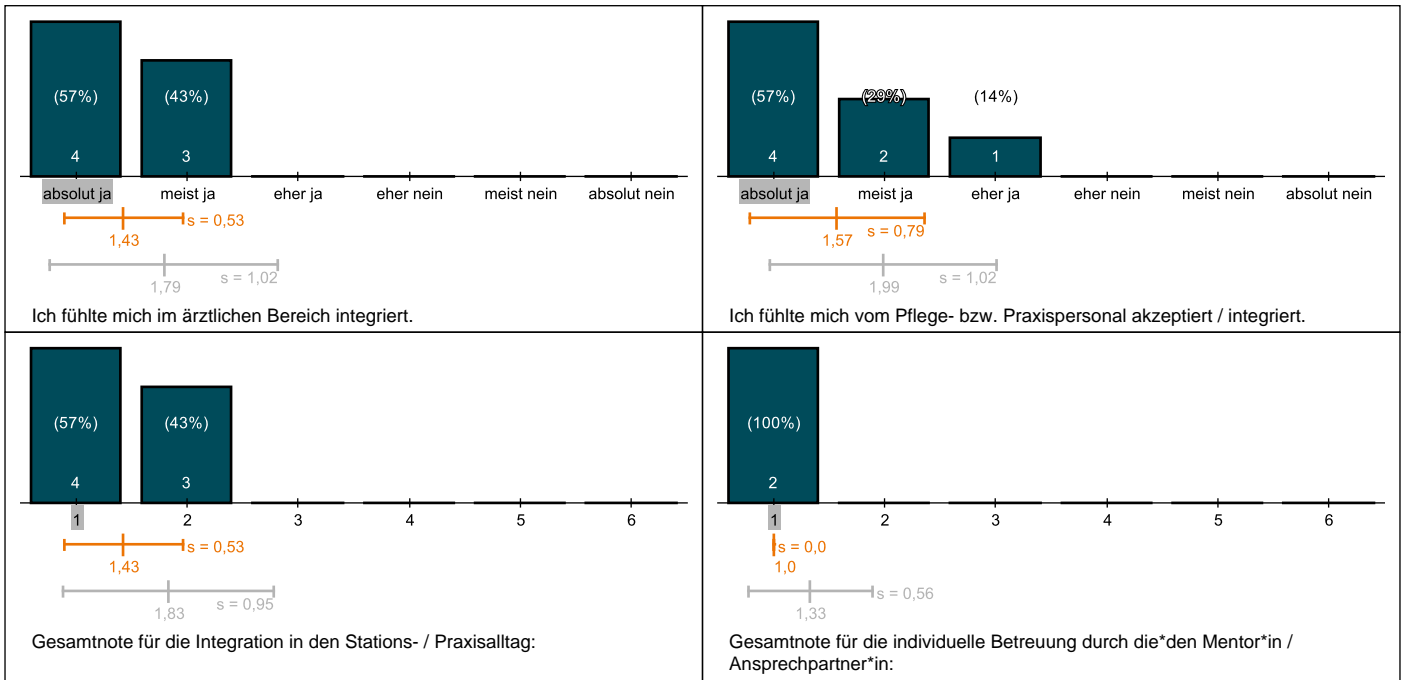 (57%)
(43%)
4
3
absolut ja
meist ja
eher ja
eher nein
meist nein
absolut nein
s = 0,53
1,43
s = 1,02
1,79
Ich fühlte mich im ärztlichen Bereich integriert.
(57%)
(29%)
(14%)
4
2
1
absolut ja
meist ja
eher ja
eher nein
meist nein
absolut nein
s = 0,79
1,57
s = 1,02
1,99
Ich fühlte mich vom Pflege- bzw. Praxispersonal akzeptiert / integriert.
(57%)
(43%)
4
3
1
2
3
4
5
6
s = 0,53
1,43
s = 0,95
1,83
Gesamtnote für die Integration in den Stations- / Praxisalltag:
(100%)
2
1
2
3
4
5
6
s = 0,0
1,0
s = 0,56
1,33
Gesamtnote für die individuelle Betreuung durch die*den Mentor*in /
Ansprechpartner*in: